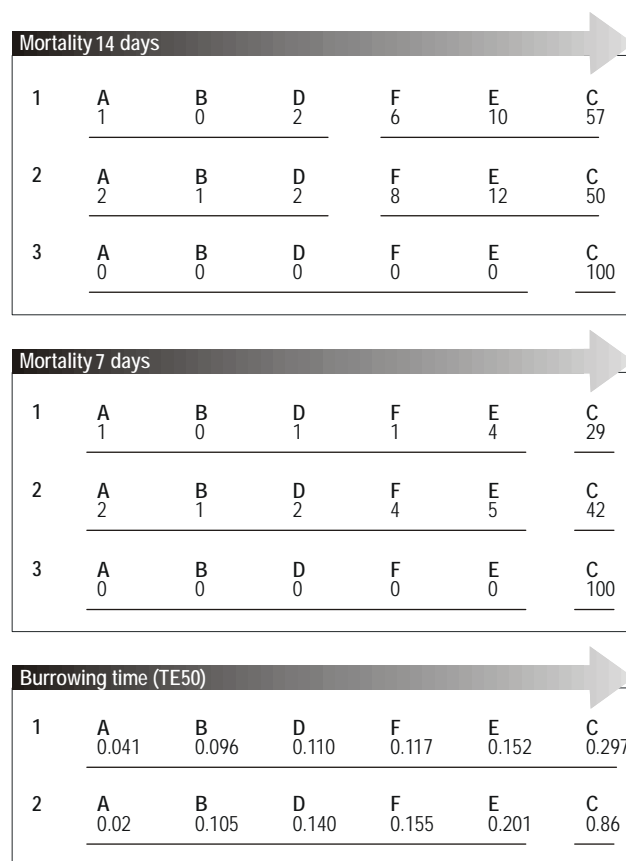 Mortality 14 days
1 A B D F E C
1 0 2 6 10 57
2 A B D F E C
2 1 2 8 12 50
3 A B D F E C
0 0 0 0 0 100
Mortality 7 days
1 A B D F E C
1 0 1 1 4 29
2 A B D F E C
2 1 2 4 5 42
3 A B D F E C
0 0 0 0 0 100
Burrowing time (TE50)
1 A B D F E C
0.041 0.096 0.110 0.117 0.152 0.297
2 A B D F E C
0.02 0.105 0.140 0.155 0.201 0.86